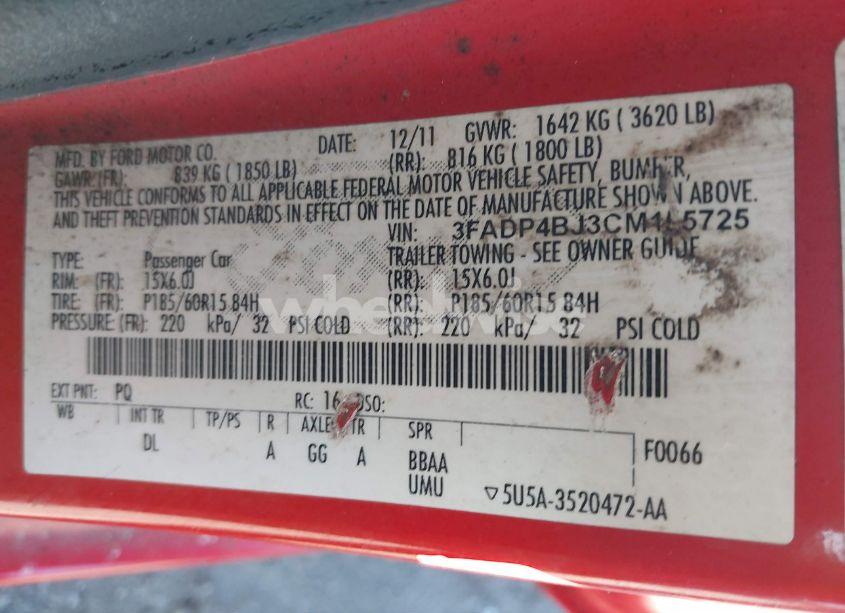 MFD. BY FORD MOTOR CO. DATE: 12/11 GVWR: 1642 KG ( 3620 LB)
GAWR:(FR): 839 KG ( 1850 LB) (RR): 816 KG ( 1800 LB)
THIS VEHICLE CONFORMS TO ALL APPLICABLE FEDERAL MOTOR VEHICLE SAFETY, BUMPER,
AND THEFT PREVENTION STANDARDS IN EFFECT ON THE DATE OF MANUFACTURE SHOWN ABOVE.
VIN:
TYPE: Passenger Car TRAILER TOWING - SEE OWNER GUIDE
RIM: (FR): 15X6.0J (RR): 15X6.0J
TIRE: (FR): P185/60R15 84H (RR): P185/60R15 84H
PRESSURE:(FR): 220 kPa/ 32 PSI COLD (RR): 220 kPa/ 32 PSI COLD
EXT PNT: PQ RC: 16 DSO:
WB INT TR TP/PS R AXLE TR SPR
DL A GG A BBAA F0066
UMU ▽5U5A-3520472-AA